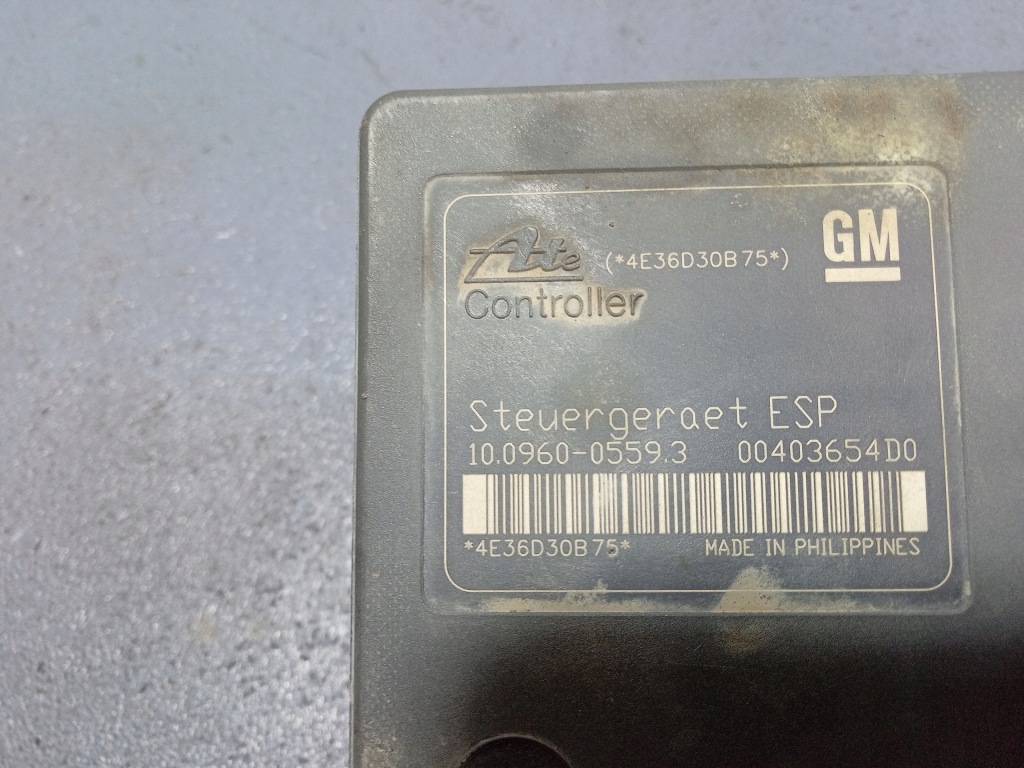 Ate (*4E36D30B75*) GM
Controller
Steuergeraet ESP
10.0960-0559.3 00403654D0
*4E36D30B75* MADE IN PHILIPPINES